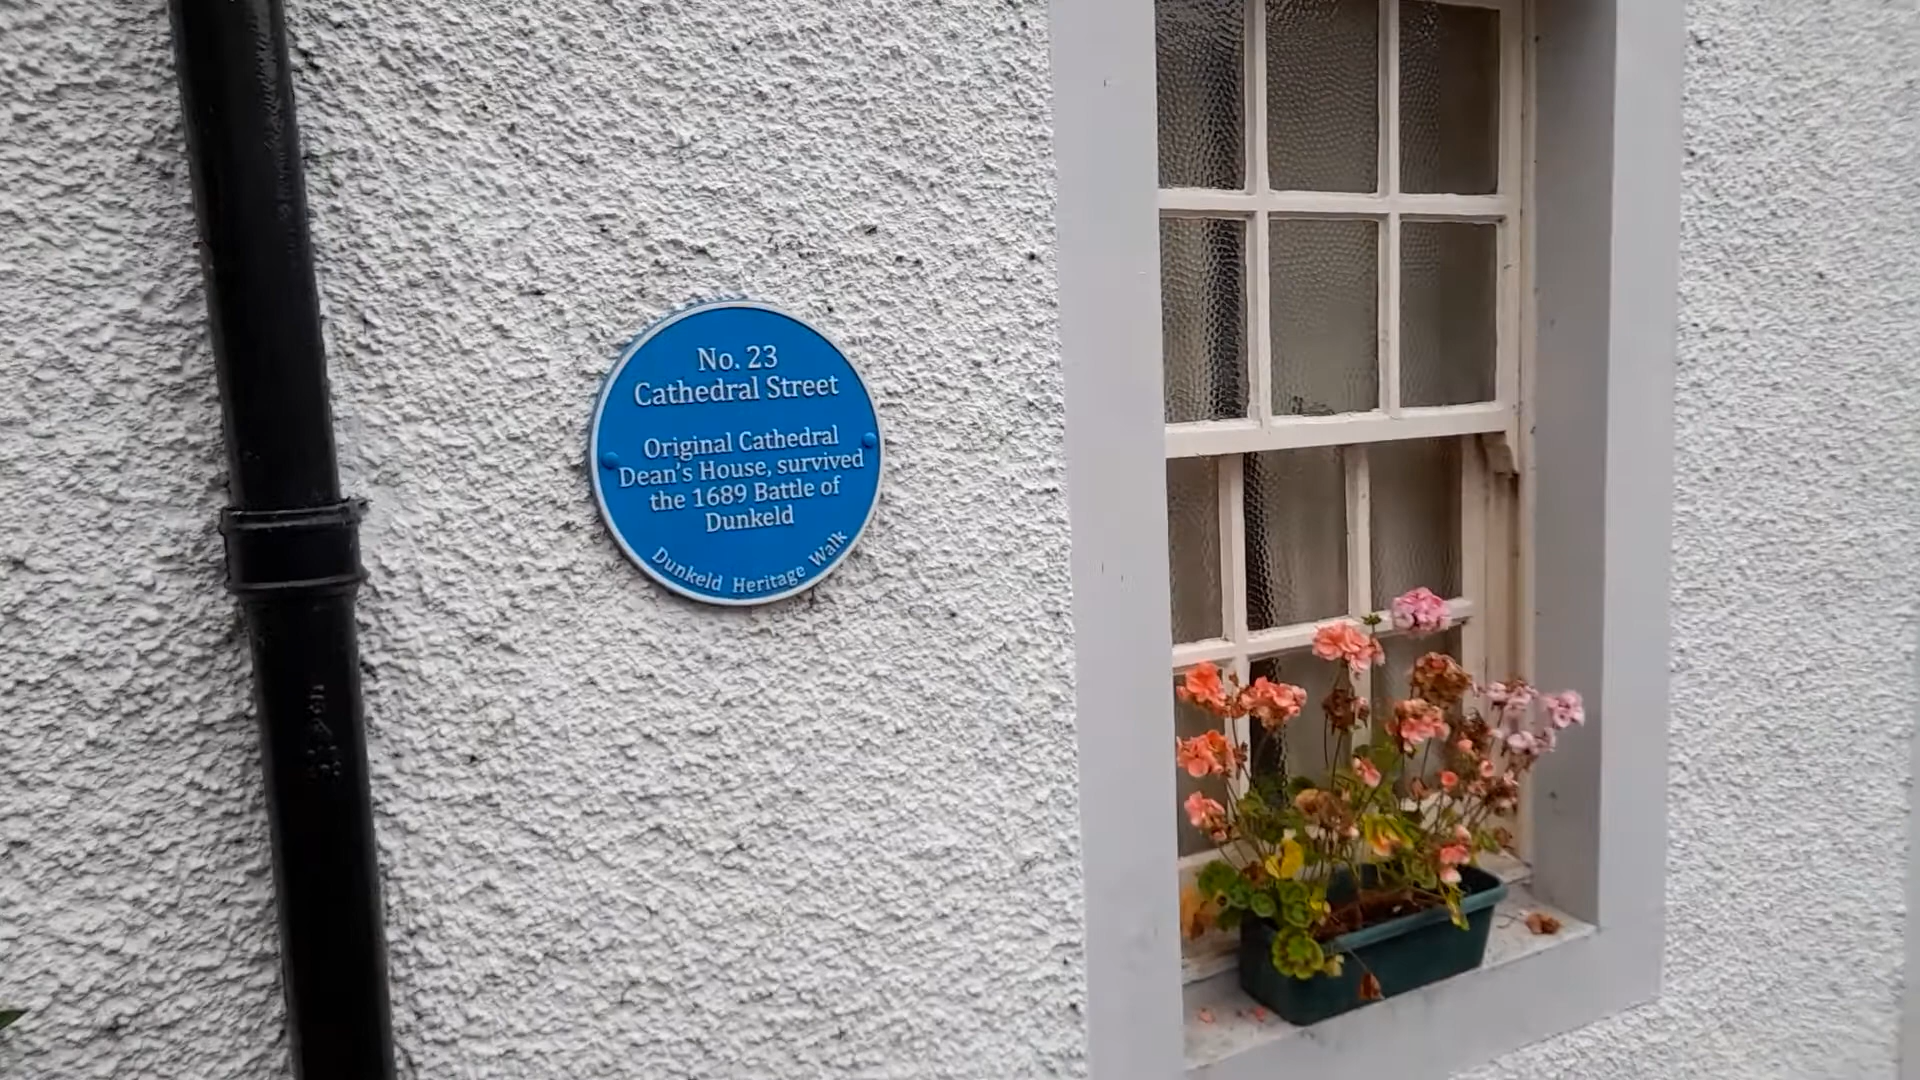 No. 23
Cathedral Street
Original Cathedral
Dean's House, survived
the 1689 Battle of
Dunkeld
Dunkeld Heritage Walk